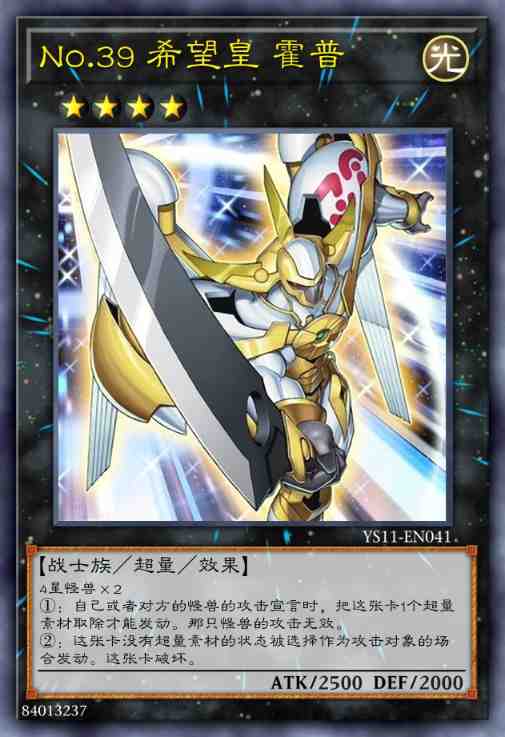 No.39 希望皇 霍普
光
YS11-EN041
【战士族／超量／效果】
4星怪兽×2
①：自己或者对方的怪兽的攻击宣言时，把这张卡1个超量
素材取除才能发动。那只怪兽的攻击无效。
②：这张卡没有超量素材的状态被选择作为攻击对象的场
合发动。这张卡破坏。
ATK/2500 DEF/2000
84013237